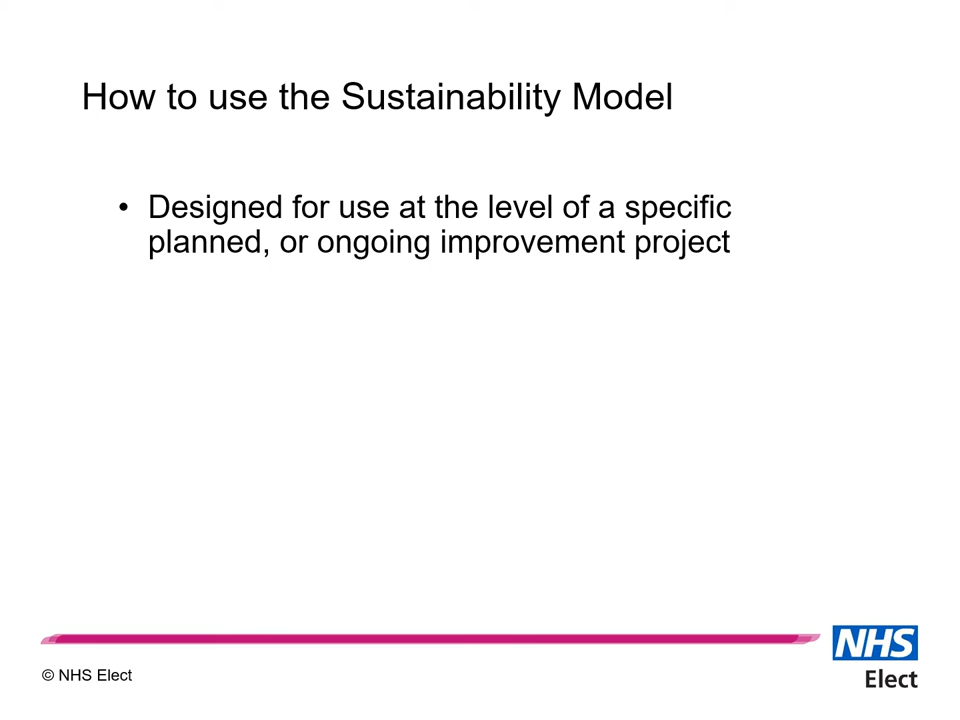 How to use the Sustainability Model
• Designed for use at the level of a specific
planned, or ongoing improvement project
© NHS Elect
NHS
Elect